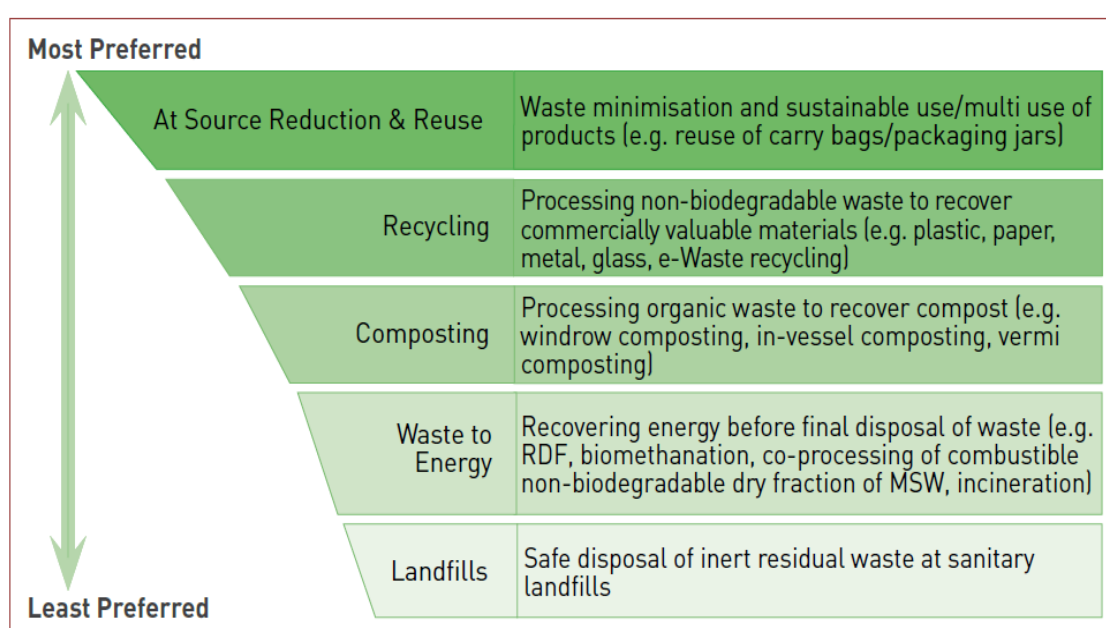 Most Preferred
At Source Reduction & Reuse
Waste minimisation and sustainable use/multi use of
products (e.g. reuse of carry bags/packaging jars)
Recycling
Processing non-biodegradable waste to recover
commercially valuable materials (e.g. plastic, paper,
metal, glass, e-Waste recycling)
Composting
Processing organic waste to recover compost (e.g.
windrow composting, in-vessel composting, vermi
composting)
Waste to
Energy
Recovering energy before final disposal of waste (e.g.
RDF, biomethanation, co-processing of combustible
non-biodegradable dry fraction of MSW, incineration)
Landfills
Safe disposal of inert residual waste at sanitary
landfills
Least Preferred